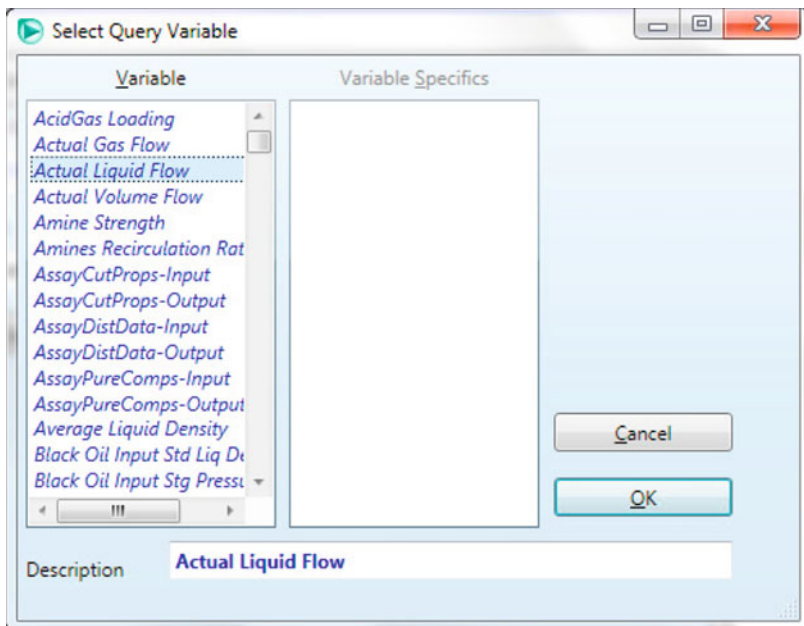 Select Query Variable
Variable
Variable Specifics
AcidGas Loading
Actual Gas Flow
Actual Liquid Flow
Actual Volume Flow
Amine Strength
Amines Recirculation Rat
AssayCutProps-Input
AssayCutProps-Output
AssayDistData-Input
AssayDistData-Output
AssayPureComps-Input
AssayPureComps-Output
Average Liquid Density
Black Oil Input Std Liq De
Black Oil Input Stg Pressu
Cancel
OK
Description
Actual Liquid Flow